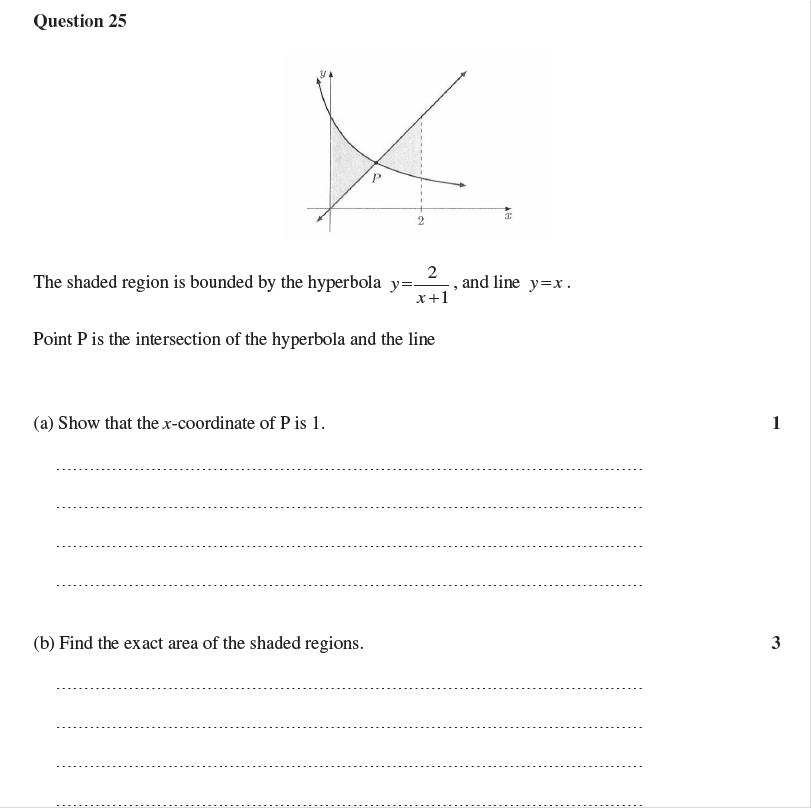 Question 25
y
P
2
x
The shaded region is bounded by the hyperbola y=2/(x+1), and line y=x.
Point P is the intersection of the hyperbola and the line
(a) Show that the x-coordinate of P is 1. 1
(b) Find the exact area of the shaded regions. 3